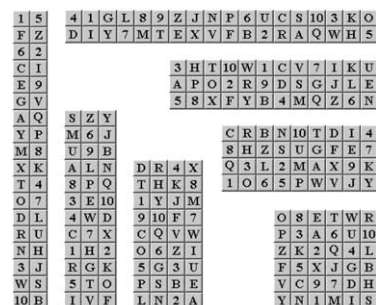 1 5
F Z
6 2
C I
E 9
G V
A Q
Y P
M 8
X K
T 4
O 7
D L
R U
N H
3 J
W S
10 B
4 1 G L 8 9 Z J N P 6 U C S 10 3 K O
D I Y 7 M T E X V F B 2 R A Q W H 5
3 H T 10 W 1 C V 7 I K U
A P O 2 R 9 D S G J L E
5 8 X F Y B 4 M Q Z 6 N
S Z Y
M 6 J
U 9 B
A L N
8 P Q
3 E 10
4 W D
C 7 X
1 H 2
R G K
5 T O
I V F
D R 4 X
T H K 8
1 Y J M
9 10 F 7
C Q V W
O 6 Z I
5 G 3 U
P S B E
L N 2 A
C R B N 10 T D I 4
8 H Z S U G F E 7
Q 3 L 2 M A X 9 K
1 O 6 5 P W V J Y
O 8 E T W R
P 3 A 6 U 10
Z K 2 Q 4 L
F 5 X J G B
V C 9 7 D H
Y N 1 M I S